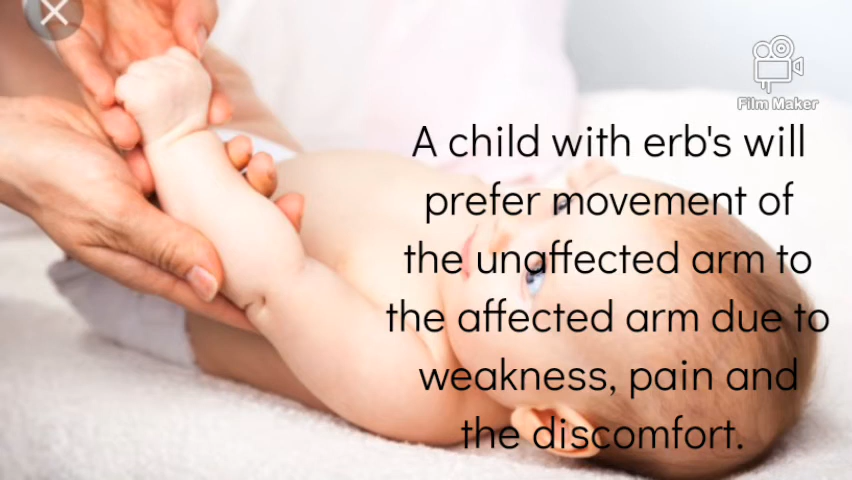 Film Maker
A child with erb's will
prefer movement of
the unaffected arm to
the affected arm due to
weakness, pain and
the discomfort.